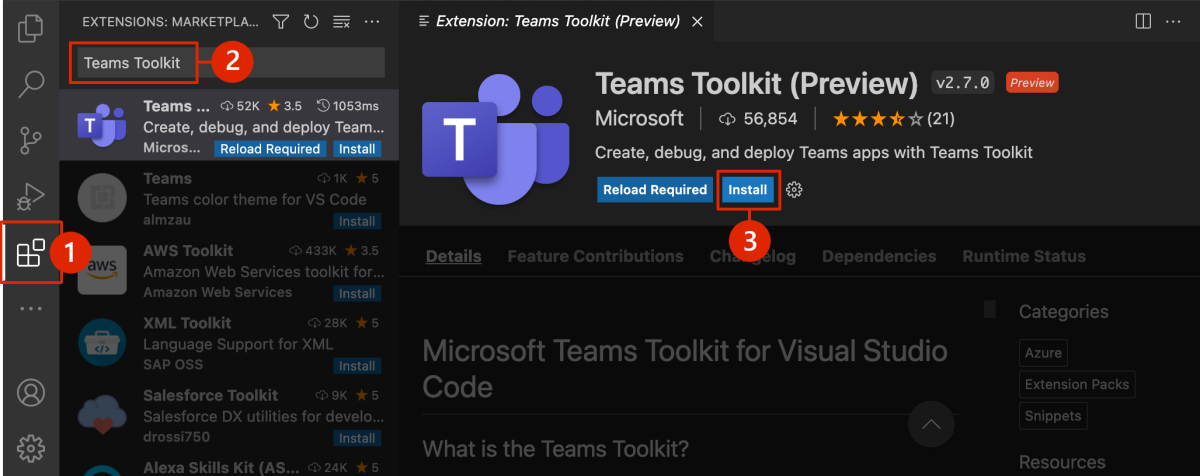 EXTENSIONS: MARKETPLA...
Teams Toolkit
2
Teams ... 52K 3.5 1053ms
Create, debug, and deploy Team...
Micros... Reload Required Install
T
Teams 1K 5
Teams color theme for VS Code
almzau Install
1
AWS Toolkit 433K 3.5
aws
Amazon Web Services toolkit for...
Amazon Web Services Install
XML Toolkit 28K 5
Language Support for XML
SAP OSS Install
Salesforce Toolkit 9K 5
Salesforce DX utilities for develo...
drossi750 Install
Alexa Skills Kit (AS... 24K 5
Extension: Teams Toolkit (Preview)
T
Teams Toolkit (Preview) v2.7.0 Preview
Microsoft 56,854 (21)
Create, debug, and deploy Teams apps with Teams Toolkit
Reload Required Install
3
Details Feature Contributions Changelog Dependencies Runtime Status
Microsoft Teams Toolkit for Visual Studio
Code
What is the Teams Toolkit?
Categories
Azure
Extension Packs
Snippets
Resources